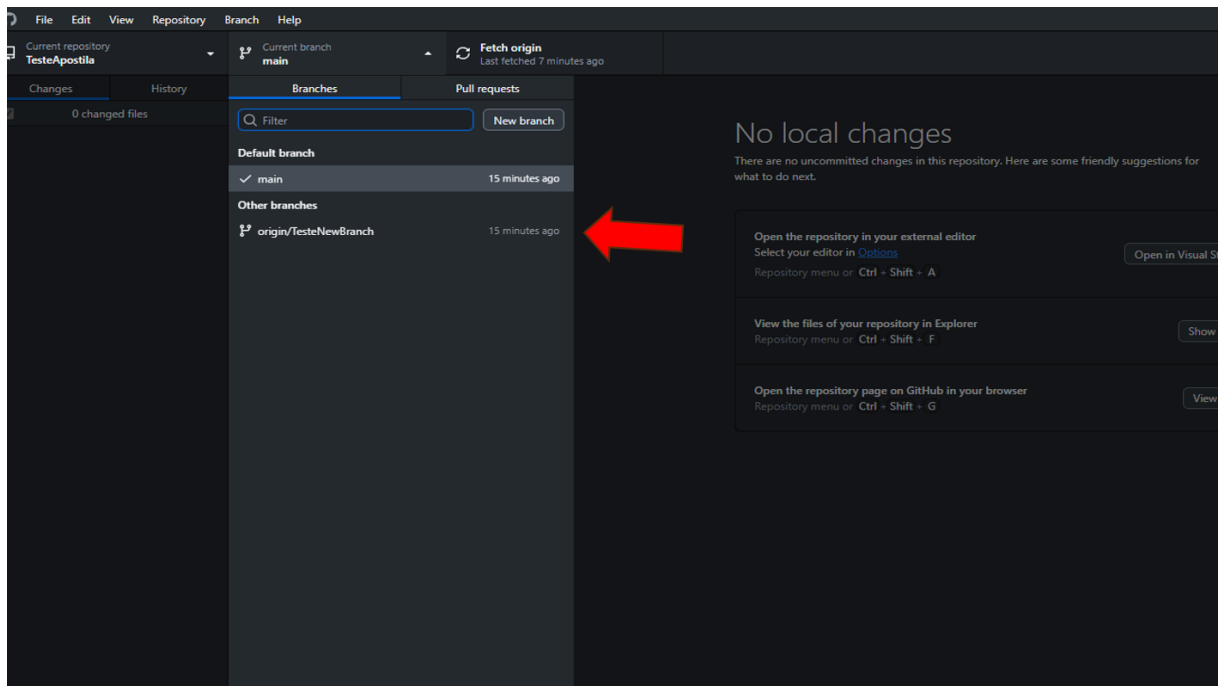 File Edit View Repository Branch Help
Current repository
TesteApostila
Current branch
main
Fetch origin
Last fetched 7 minutes ago
Changes History
0 changed files
Branches Pull requests
Filter New branch
Default branch
main 15 minutes ago
Other branches
origin/TesteNewBranch 15 minutes ago
No local changes
There are no uncommitted changes in this repository. Here are some friendly suggestions for
what to do next.
Open the repository in your external editor
Select your editor in Options
Repository menu or Ctrl + Shift + A
Open in Visual St
View the files of your repository in Explorer
Repository menu or Ctrl + Shift + F
Show
Open the repository page on GitHub in your browser
Repository menu or Ctrl + Shift + G
View